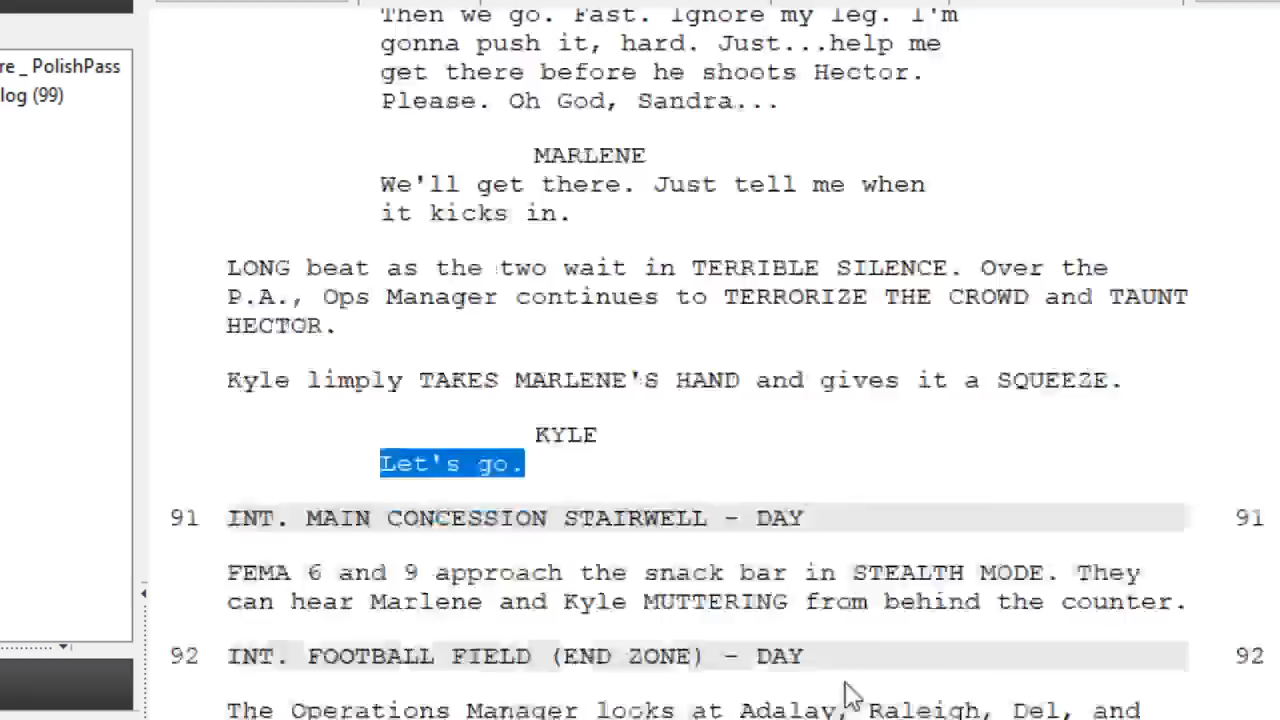 Then we go. Fast. Ignore my leg. I'm
gonna push it, hard. Just...help me
re _ PolishPass
get there before he shoots Hector.
log (99)
Please. Oh God, Sandra...
MARLENE
We'll get there. Just tell me when
it kicks in.
LONG beat as the two wait in TERRIBLE SILENCE. Over the
P.A., Ops Manager continues to TERRORIZE THE CROWD and TAUNT
HECTOR.
Kyle limply TAKES MARLENE'S HAND and gives it a SQUEEZE.
KYLE
Let's go.
91 INT. MAIN CONCESSION STAIRWELL - DAY 91
FEMA 6 and 9 approach the snack bar in STEALTH MODE. They
can hear Marlene and Kyle MUTTERING from behind the counter.
92 INT. FOOTBALL FIELD (END ZONE) - DAY 92
The Operations Manager looks at Adalay, Raleigh, Del, and